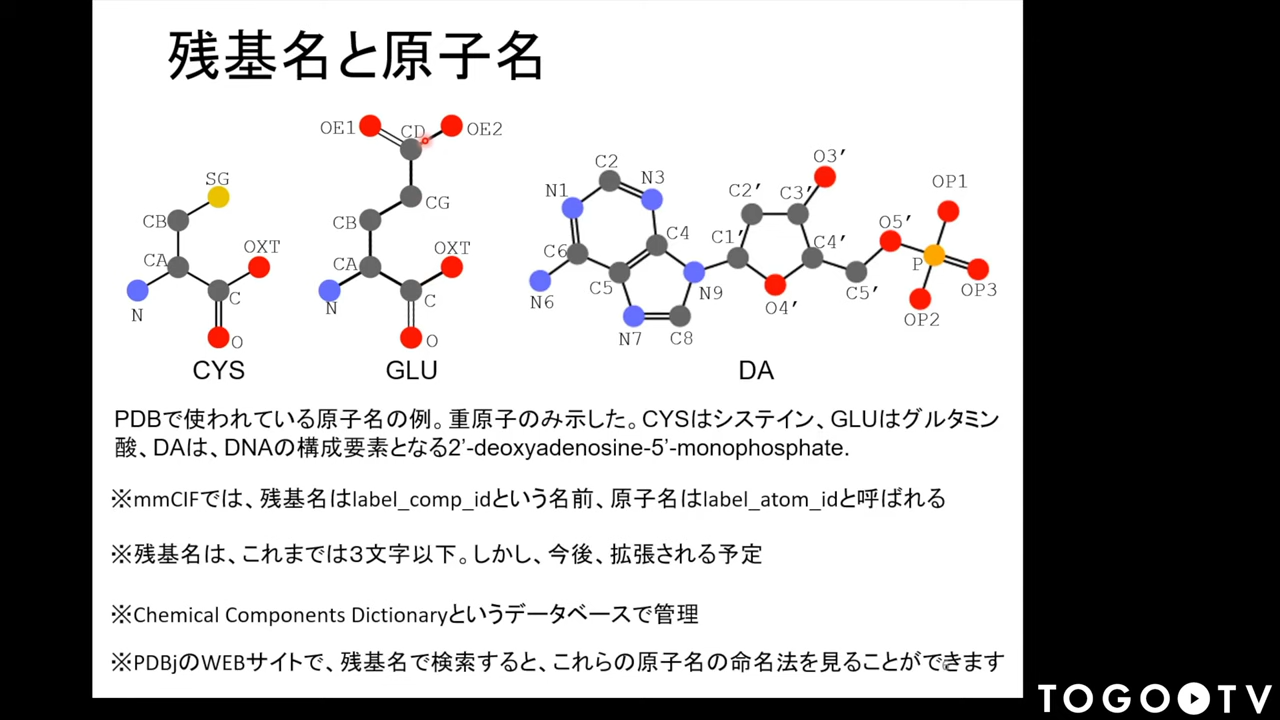 残基名と原子名
OE1 CD OE2
SG
CB
CG
CB
OXT
CA
OXT
CA
N
C
O
N
C
O
CYS
GLU
C2
N3
N1
C4
C6
C5
N6
N7
C8
N9
C2’
C3’
O3’
C1’
C4’
O4’
O5’
C5’
P
OP1
OP3
OP2
DA
PDBで使われている原子名の例。重原子のみ示した。CYSはシステイン、GLUはグルタミン
酸、DAは、DNAの構成要素となる2’-deoxyadenosine-5’-monophosphate.
※mmCIFでは、残基名はlabel_comp_idという名前、原子名はlabel_atom_idと呼ばれる
※残基名は、これまでは３文字以下。しかし、今後、拡張される予定
※Chemical Components Dictionaryというデータベースで管理
※PDBjのWEBサイトで、残基名で検索すると、これらの原子名の命名法を見ることができます
TOGO TV